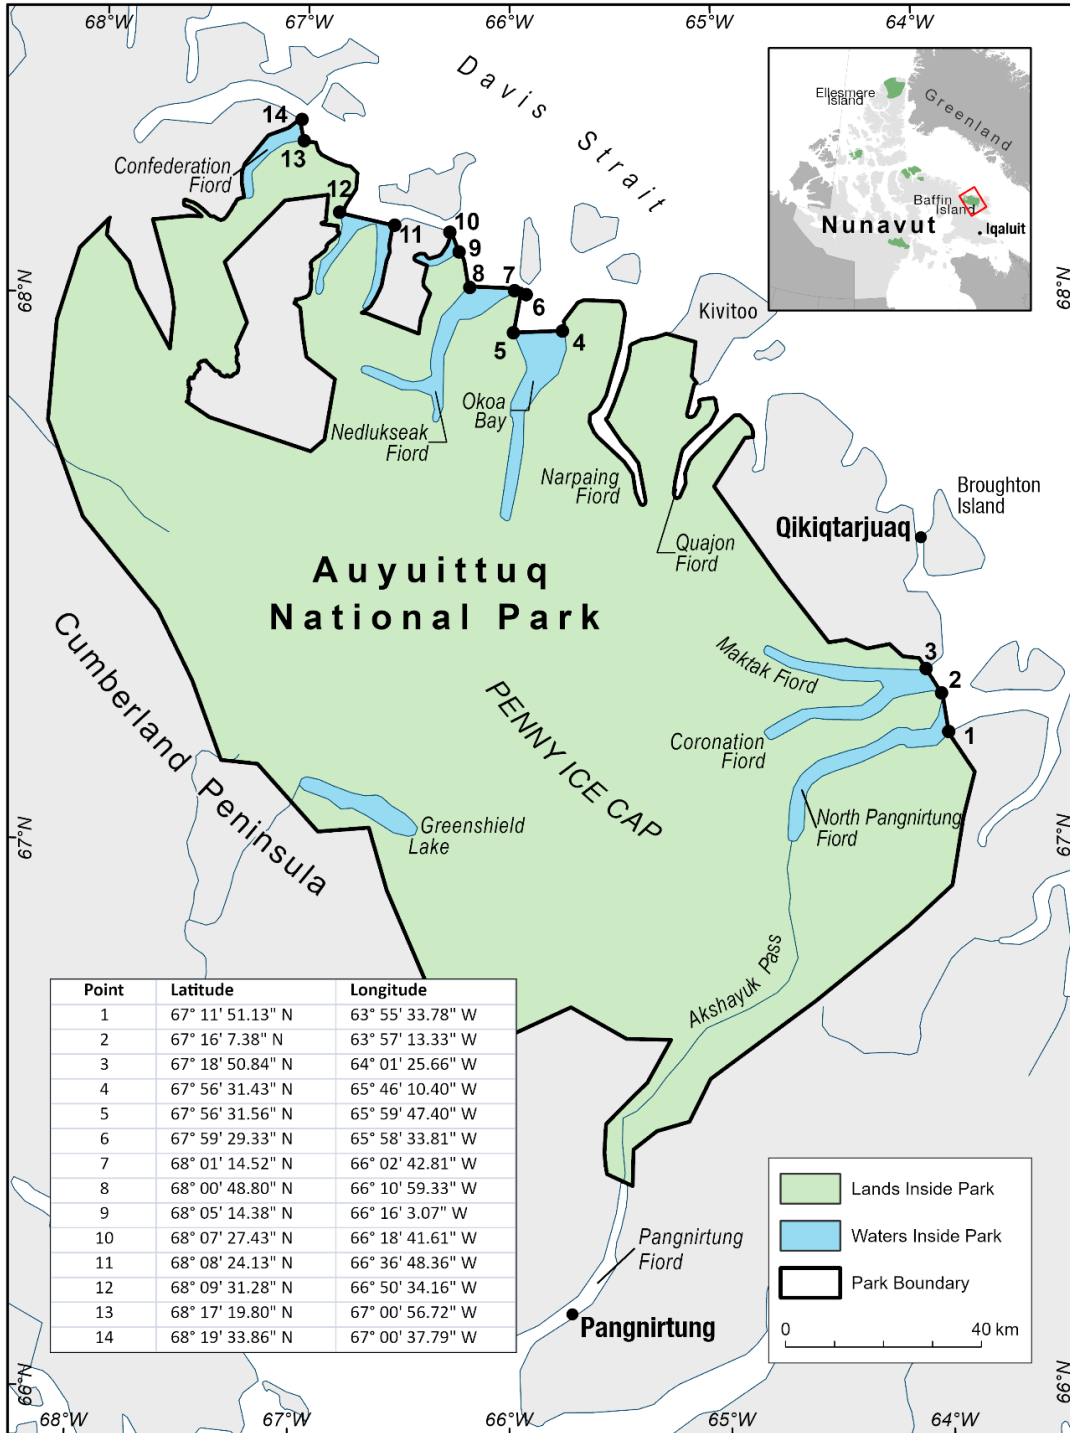 68°W 67°W 66°W 65°W 64°W
Davis Strait
Ellesmere
Island
Greenland
Baffin
Island
Nunavut
Iqaluit
14
13
Confederation
Fiord
12
11
10
9
8
7
6
5
4
68°N
68°N
Kivitoo
Okoa
Bay
Nedlukseak
Fiord
Narpaing
Fiord
Quajon
Fiord
Broughton
Island
Qikiqtarjuaq
Auyuittuq
National Park
Cumberland Peninsula
PENNY ICE CAP
Maktak Fiord
3
2
1
Coronation
Fiord
North Pangnirtung
Fiord
67°N
67°N
Greenshield
Lake
Akshayuk Pass
Point Latitude Longitude
1 67° 11' 51.13" N 63° 55' 33.78" W
2 67° 16' 7.38" N 63° 57' 13.33" W
3 67° 18' 50.84" N 64° 01' 25.66" W
4 67° 56' 31.43" N 65° 46' 10.40" W
5 67° 56' 31.56" N 65° 59' 47.40" W
6 67° 59' 29.33" N 65° 58' 33.81" W
7 68° 01' 14.52" N 66° 02' 42.81" W
8 68° 00' 48.80" N 66° 10' 59.33" W
9 68° 05' 14.38" N 66° 16' 3.07" W
10 68° 07' 27.43" N 66° 18' 41.61" W
11 68° 08' 24.13" N 66° 36' 48.36" W
12 68° 09' 31.28" N 66° 50' 34.16" W
13 68° 17' 19.80" N 67° 00' 56.72" W
14 68° 19' 33.86" N 67° 00' 37.79" W
Pangnirtung
Fiord
Pangnirtung
Lands Inside Park
Waters Inside Park
Park Boundary
0 40 km
66°N
66°N
68°W 67°W 66°W 65°W 64°W